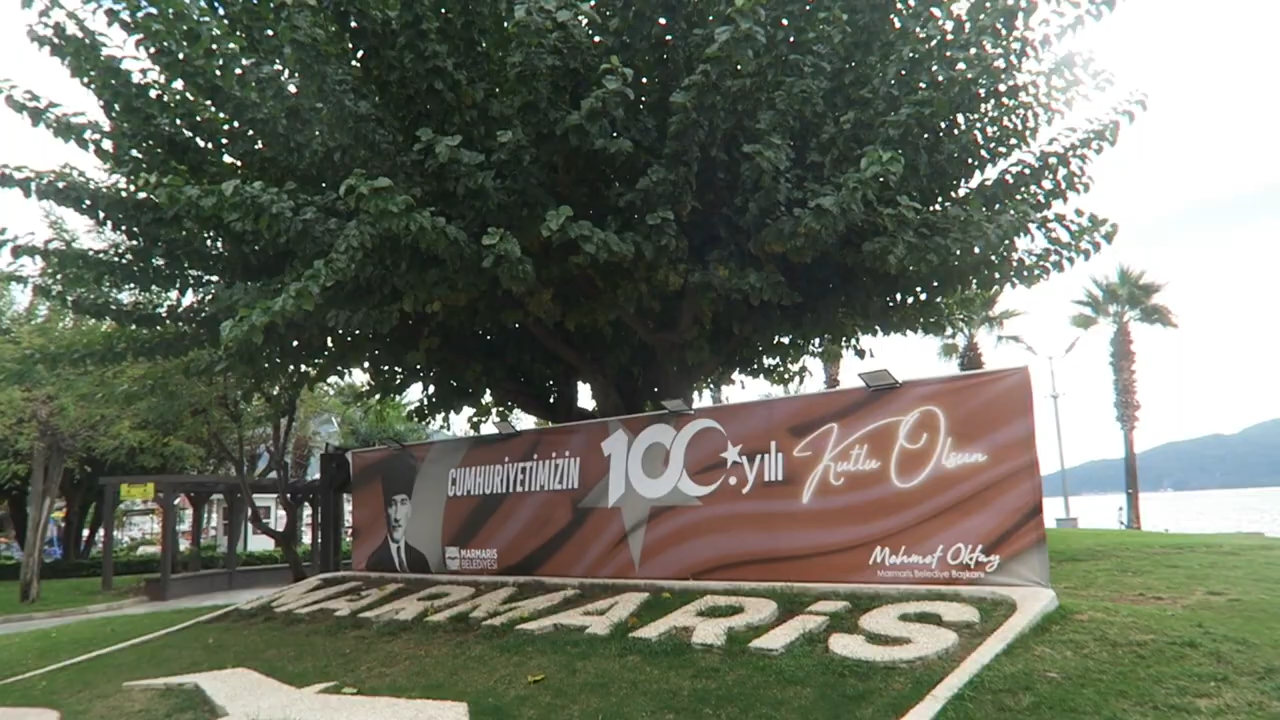 CUMHURİYETİMİZİN 100.yılı Kutlu Olsun
MARMARİS
BELEDİYESİ
Mehmet Oktay
Marmaris Belediye Başkanı
MARMARiS